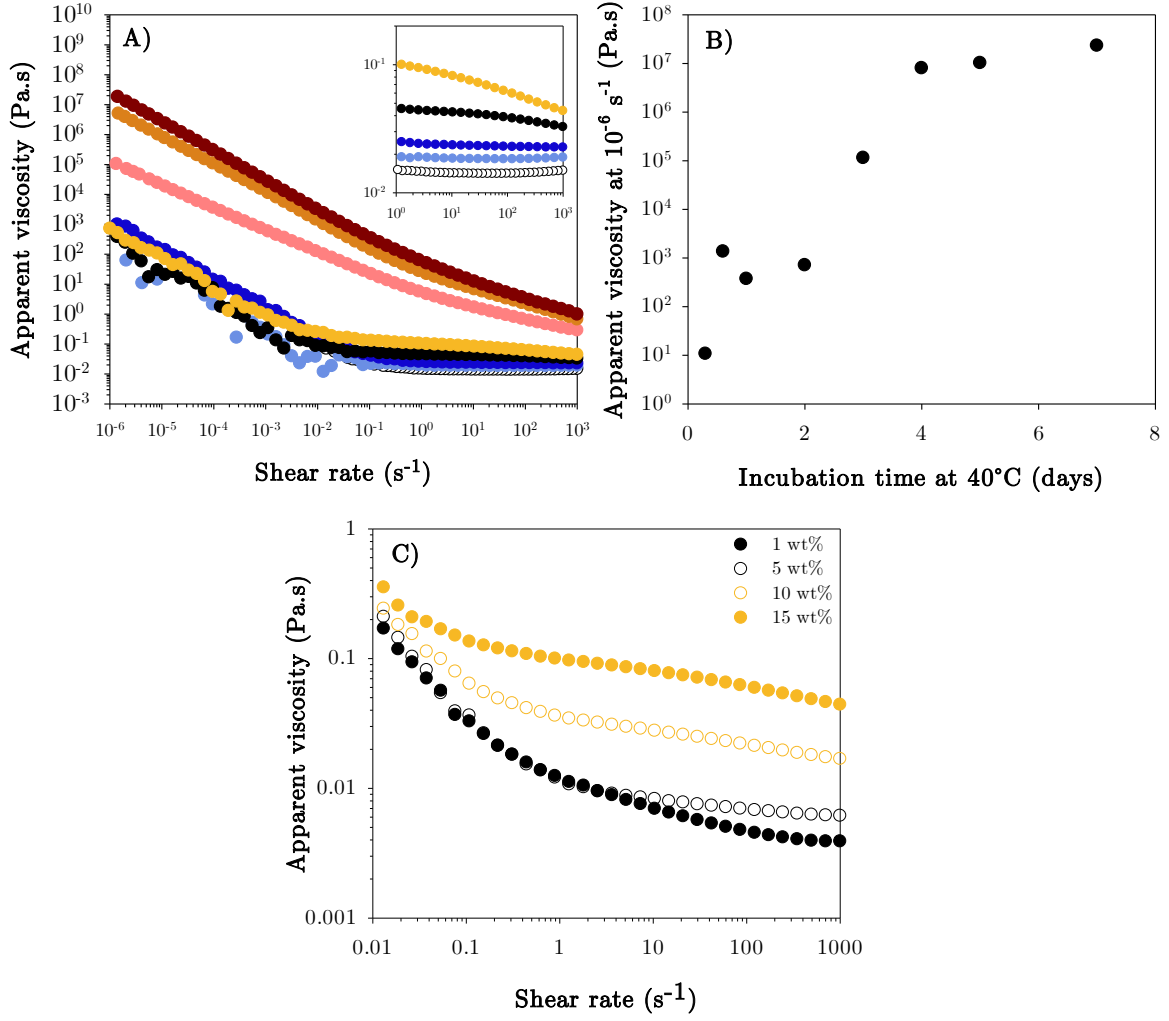 A)
Apparent viscosity (Pa.s)
10^10
10^9
10^8
10^7
10^6
10^5
10^4
10^3
10^2
10^1
10^0
10^-1
10^-2
10^-3
10^-6 10^-5 10^-4 10^-3 10^-2 10^-1 10^0 10^1 10^2 10^3
Shear rate (s^-1)
10^-1
10^-2
10^0 10^1 10^2 10^3
B)
Apparent viscosity at 10^-6 s^-1 (Pa.s)
10^8
10^7
10^6
10^5
10^4
10^3
10^2
10^1
10^0
0 2 4 6 8
Incubation time at 40°C (days)
C)
Apparent viscosity (Pa.s)
1
0.1
0.01
0.001
0.01 0.1 1 10 100 1000
Shear rate (s^-1)
1 wt%
5 wt%
10 wt%
15 wt%